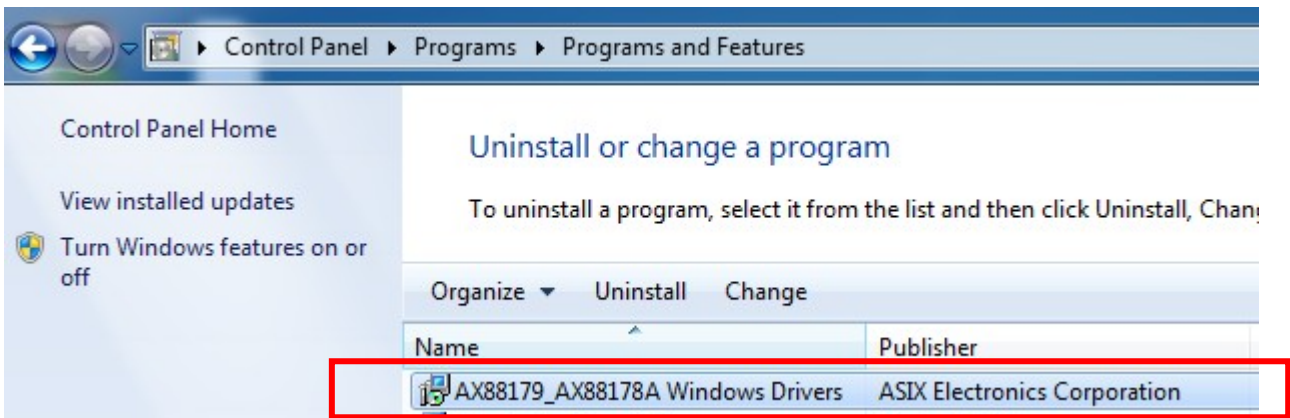 Control Panel Programs Programs and Features
Control Panel Home
View installed updates
Turn Windows features on or
off
Uninstall or change a program
To uninstall a program, select it from the list and then click Uninstall,
Organize Uninstall Change
Name Publisher
AX88179_AX88178A Windows Drivers ASIX Electronics Corporation